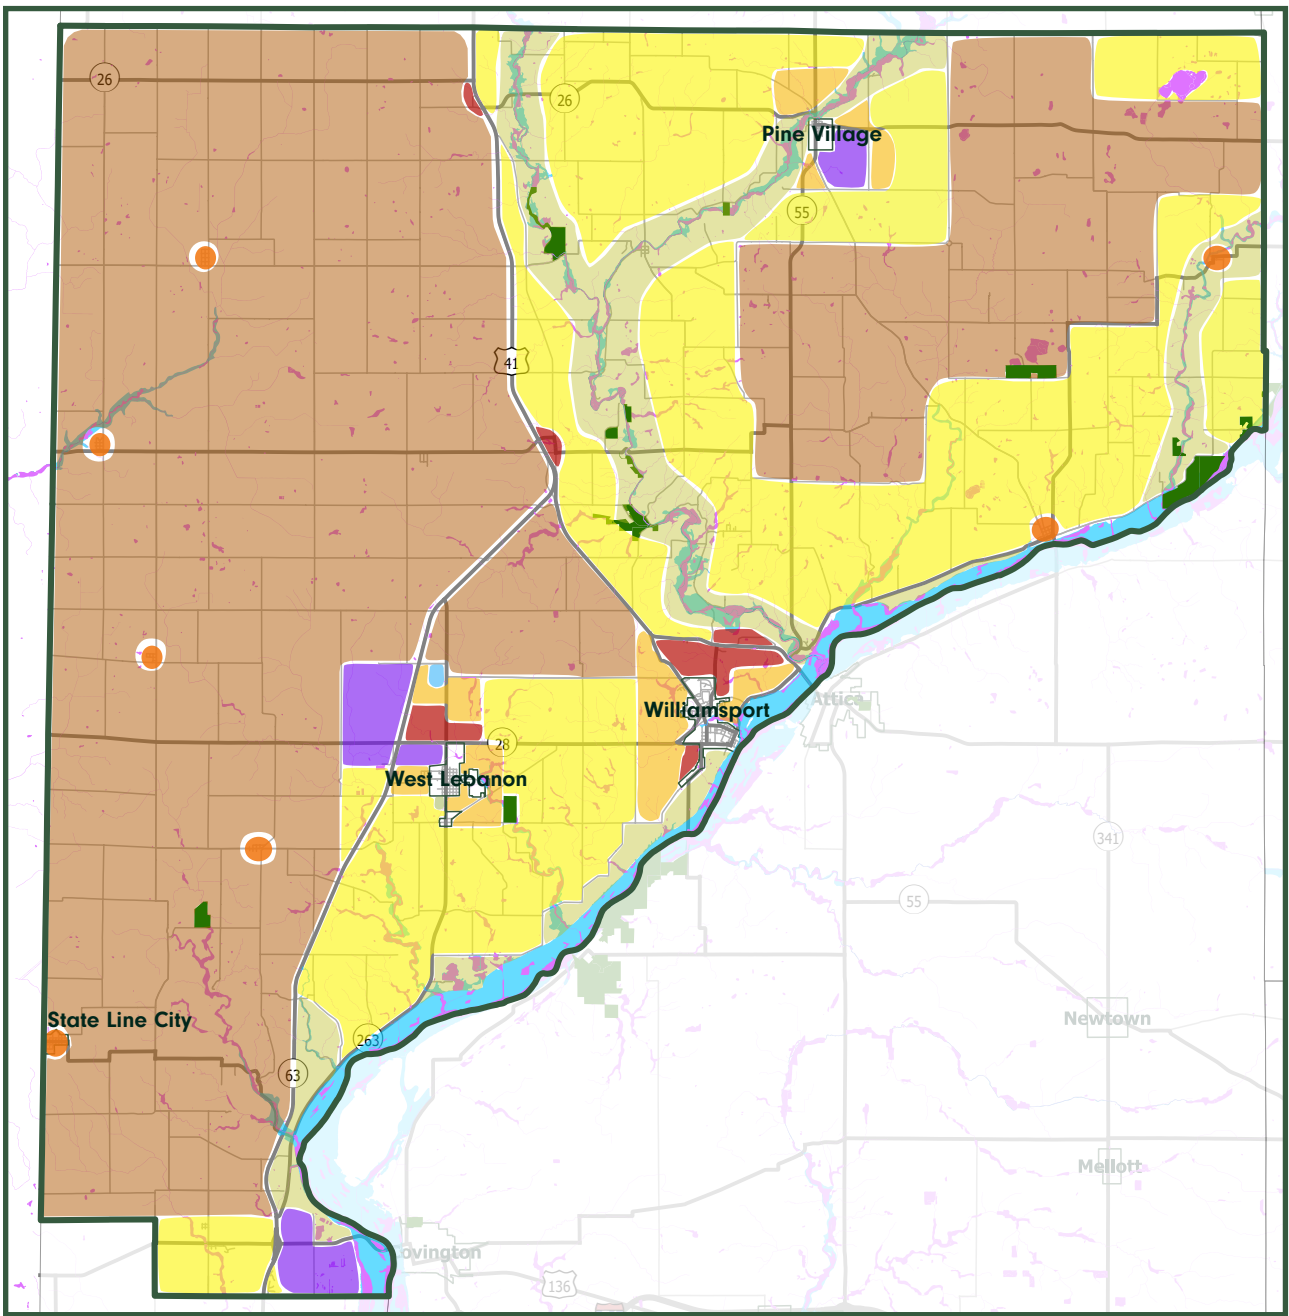 26
26
Pine Village
55
41
Williamsport
Attica
28
West Lebanon
341
55
State Line City
Newtown
263
63
Mellott
ovington
136